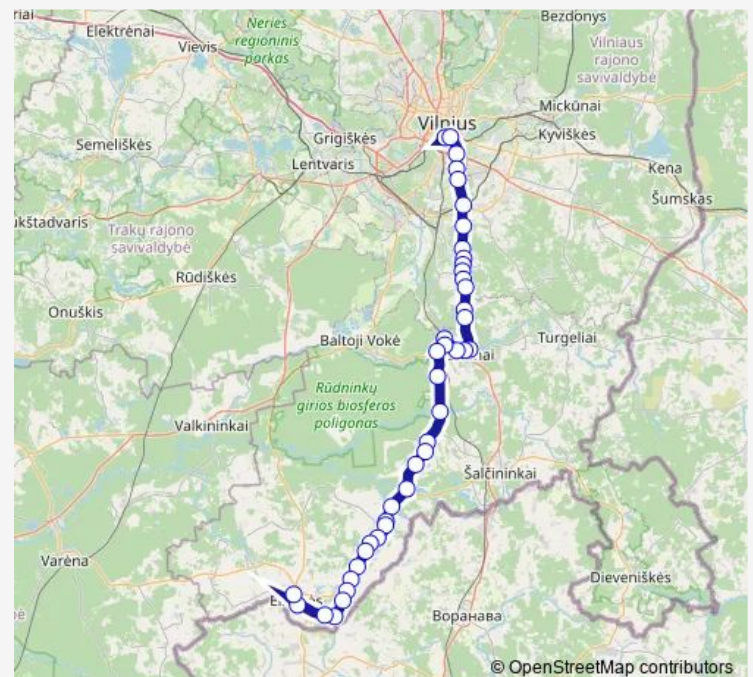 Elektrėnai
Vievis
Neries
regioninis
parkas
Bezdonys
Vilniaus
rajono
savivaldybė
Mickūnai
Vilnius
Grigiškės
Kyviškės
Semeliškės
Lentvaris
Kena
Šumskas
Trakų rajono
savivaldybė
Rūdiškės
Onuškis
Baltoji Vokė
Turgeliai
Rūdninkų
girios biosferos
poligonas
Valkininkai
Šalčininkai
Varėna
Dieveniškės
Воранава
© OpenStreetMap contributors